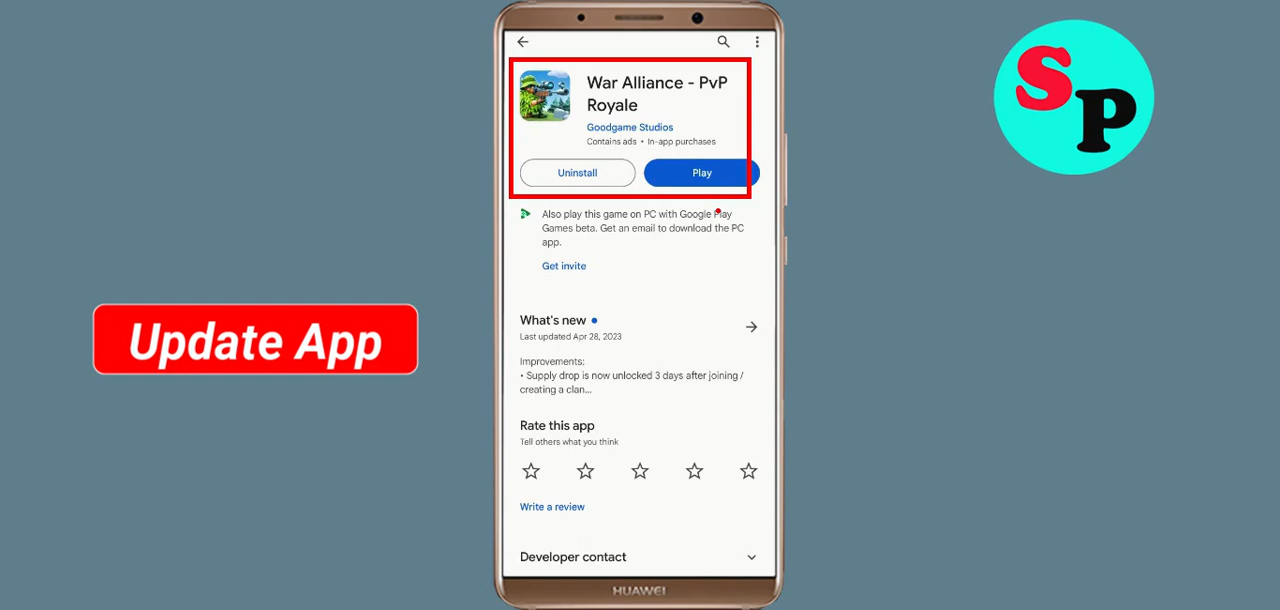 War Alliance - PvP
Royale
Goodgame Studios
Contains ads • In-app purchases
Uninstall
Play
Also play this game on PC with Google Play
Games beta. Get an email to download the PC
app.
Get invite
What's new
Last updated Apr 28, 2023
Improvements:
• Supply drop is now unlocked 3 days after joining /
creating a clan...
Rate this app
Tell others what you think
Write a review
Developer contact
HUAWEI
Update App
SP